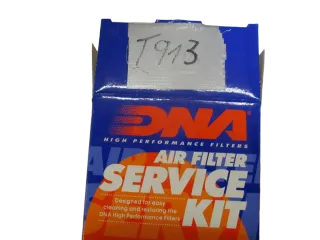 I913
DNA
HIGH PERFORMANCE FILTERS
AIR FILTER
SERVICE
KIT
Designed for easy
cleaning and restoring the
DNA High Performance Filters